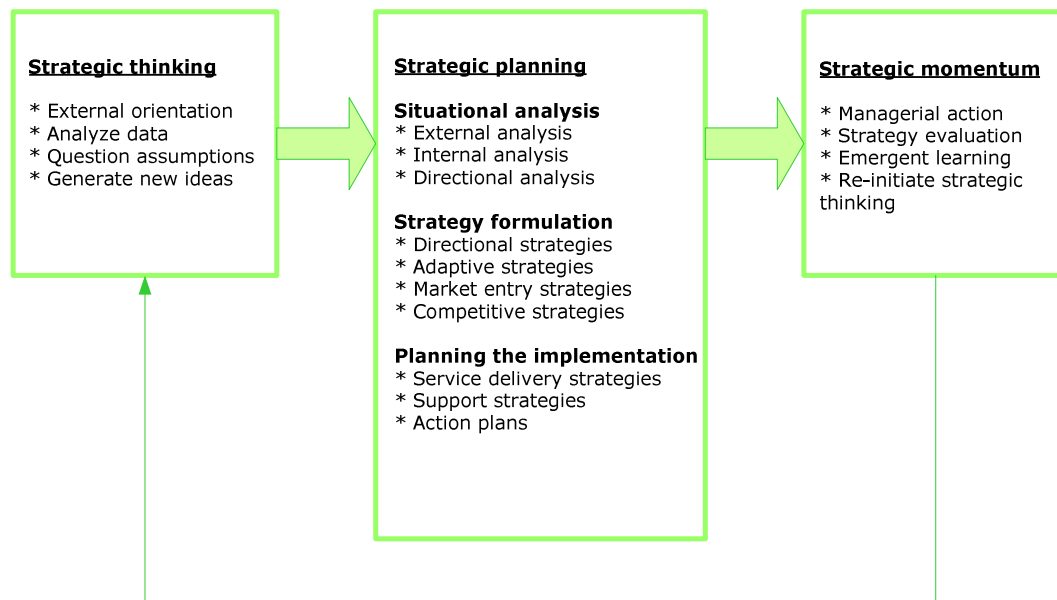 Strategic thinking
* External orientation
* Analyze data
* Question assumptions
* Generate new ideas
Strategic planning
Situational analysis
* External analysis
* Internal analysis
* Directional analysis
Strategy formulation
* Directional strategies
* Adaptive strategies
* Market entry strategies
* Competitive strategies
Planning the implementation
* Service delivery strategies
* Support strategies
* Action plans
Strategic momentum
* Managerial action
* Strategy evaluation
* Emergent learning
* Re-initiate strategic
thinking